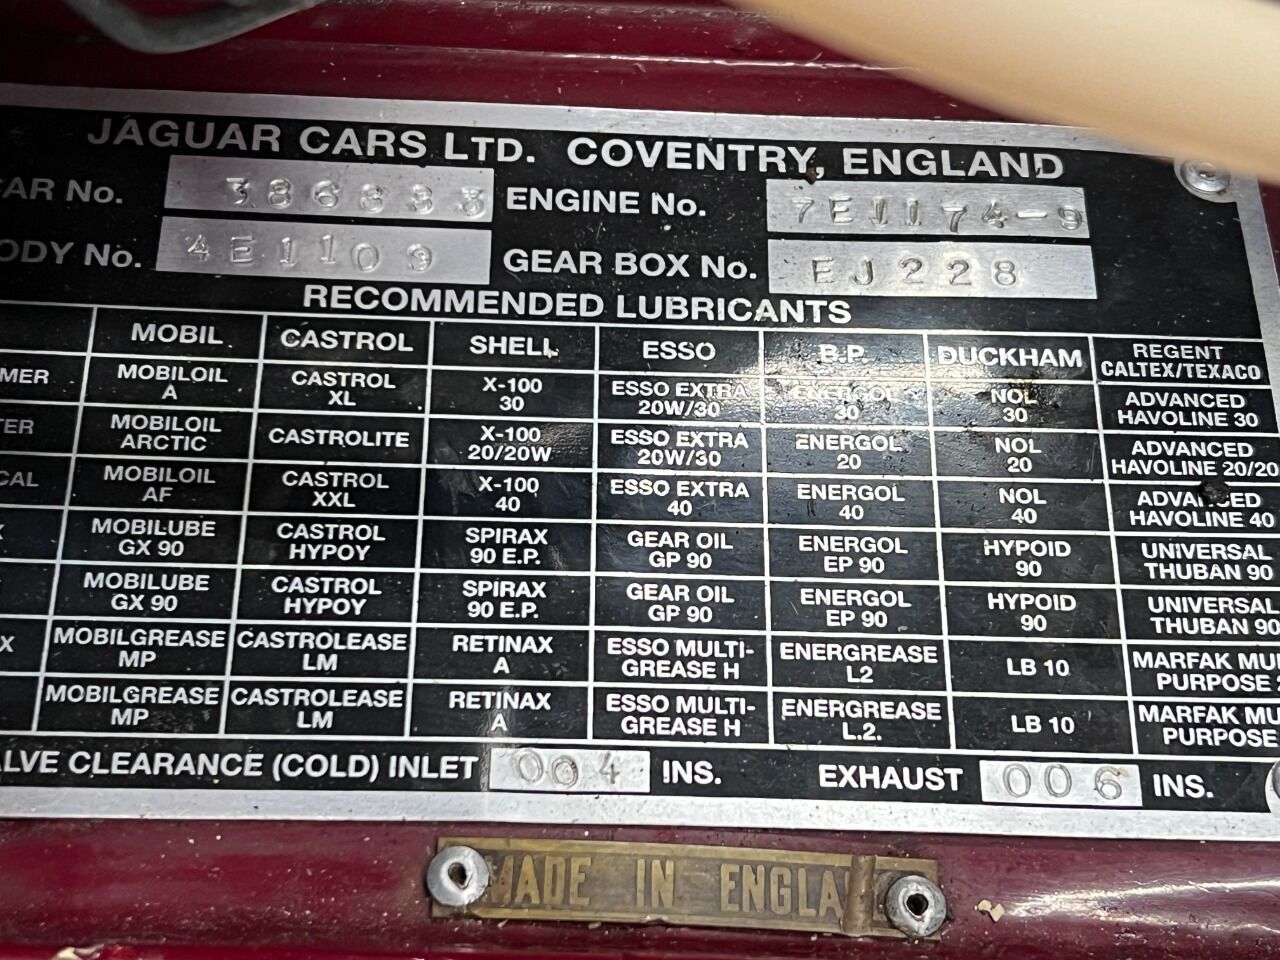 JAGUAR CARS LTD. COVENTRY, ENGLAND
CAR No. 386883 ENGINE No. 7E1174-9
BODY No. 4E1109 GEAR BOX No. EJ228
RECOMMENDED LUBRICANTS
MOBIL CASTROL SHELL ESSO B.P. DUCKHAM REGENT CALTEX/TEXACO
MER MOBILOIL A CASTROL XL X-100 30 ESSO EXTRA 20W/30 ENERGOL 30 NOL 30 ADVANCED HAVOLINE 30
TER MOBILOIL ARCTIC CASTROLITE X-100 20/20W ESSO EXTRA 20W/30 ENERGOL 20 NOL 20 ADVANCED HAVOLINE 20/20
CAL MOBILOIL AF CASTROL XXL X-100 40 ESSO EXTRA 40 ENERGOL 40 NOL 40 ADVANCED HAVOLINE 40
X MOBILUBE GX 90 CASTROL HYPOY SPIRAX 90 E.P. GEAR OIL GP 90 ENERGOL EP 90 HYPOID 90 UNIVERSAL THUBAN 90
MOBILUBE GX 90 CASTROL HYPOY SPIRAX 90 E.P. GEAR OIL GP 90 ENERGOL EP 90 HYPOID 90 UNIVERSAL THUBAN 90
X MOBILGREASE MP CASTROLEASE LM RETINAX A ESSO MULTI-GREASE H ENERGREASE L2 LB 10 MARFAK MU PURPOSE
MOBILGREASE MP CASTROLEASE LM RETINAX A ESSO MULTI-GREASE H ENERGREASE L.2. LB 10 MARFAK MU PURPOSE
VALVE CLEARANCE (COLD) INLET 004 INS. EXHAUST 006 INS.
MADE IN ENGLAND